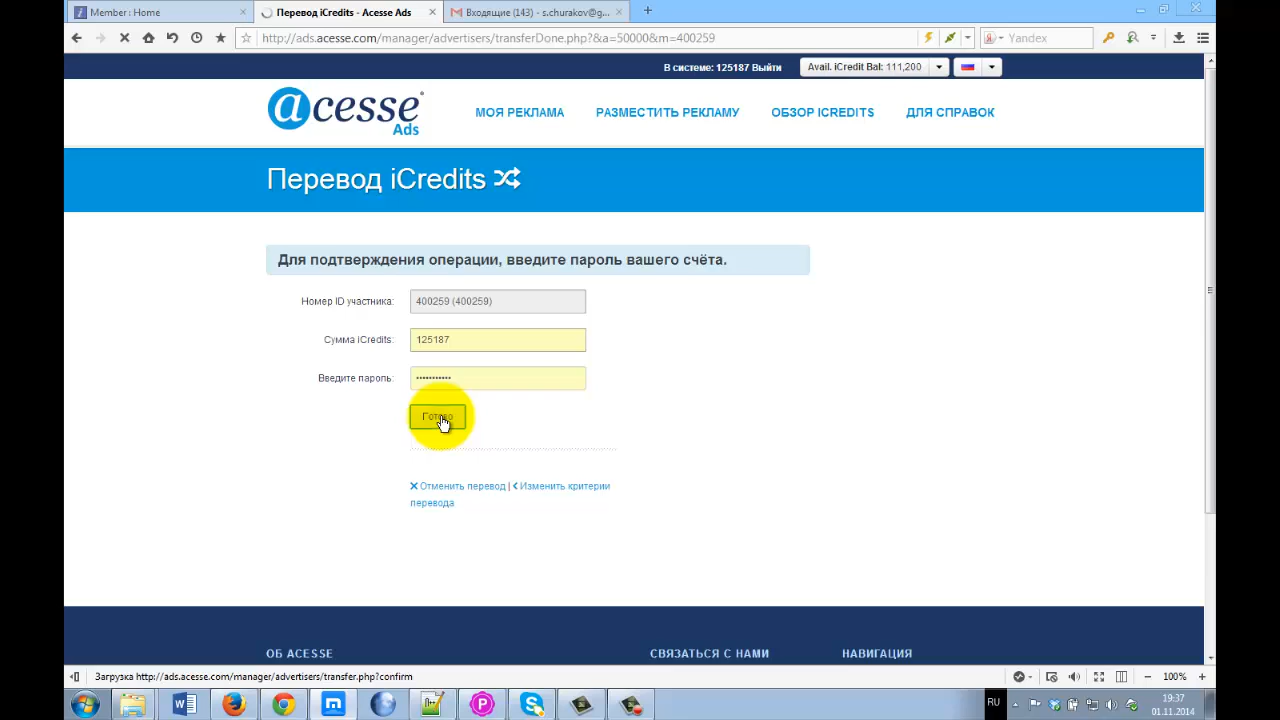 Member : Home
Перевод iCredits - Acesse Ads
Входящие (143) - s.churakov@g...
http://ads.acesse.com/manager/advertisers/transferDone.php?&a=50000&m=400259
Yandex
В системе: 125187 Выйти
Avail. iCredit Bal: 111,200
acesse
Ads
МОЯ РЕКЛАМА
РАЗМЕСТИТЬ РЕКЛАМУ
ОБЗОР ICREDITS
ДЛЯ СПРАВОК
Перевод iCredits
Для подтверждения операции, введите пароль вашего счёта.
Номер ID участника:
400259 (400259)
Сумма iCredits:
125187
Введите пароль:
Готово
Отменить перевод | Изменить критерии
перевода
ОБ ACESSE
СВЯЗАТЬСЯ С НАМИ
НАВИГАЦИЯ
Загрузка http://ads.acesse.com/manager/advertisers/transfer.php?confirm
100%
RU
19:37
01.11.2014